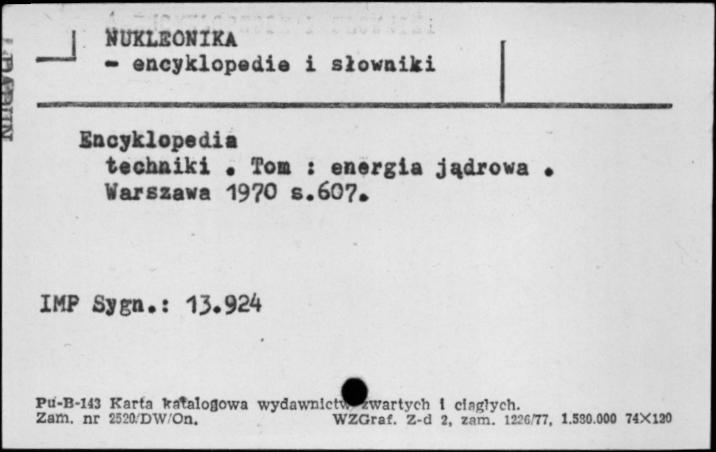 NUKLEONIKA
- encyklopedie i słowniki
Encyklopedia
techniki . Tom : energia jądrowa .
Warszawa 1970 s.607.
IMP Sygn.: 13.924
Pu-B-143 Karta katalogowa wydawnictw zwartych i ciągłych.
Zam. nr 2520/DW/On. WZGraf. Z-d 2, zam. 1226/77, 1.530.000 74X120